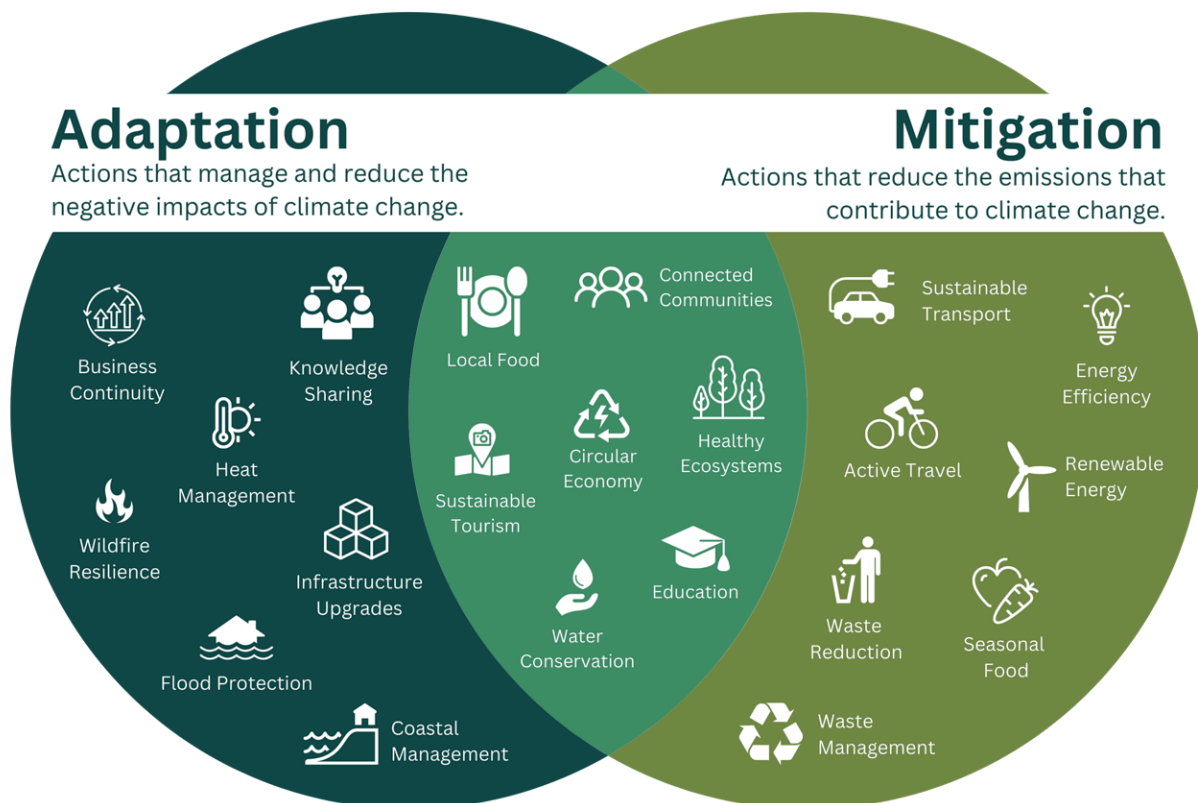 Adaptation
Actions that manage and reduce the
negative impacts of climate change.
Mitigation
Actions that reduce the emissions that
contribute to climate change.
Business
Continuity
Knowledge
Sharing
Heat
Management
Wildfire
Resilience
Infrastructure
Upgrades
Flood Protection
Coastal
Management
Local Food
Connected
Communities
Healthy
Ecosystems
Circular
Economy
Sustainable
Tourism
Education
Water
Conservation
Sustainable
Transport
Energy
Efficiency
Active Travel
Renewable
Energy
Waste
Reduction
Seasonal
Food
Waste
Management